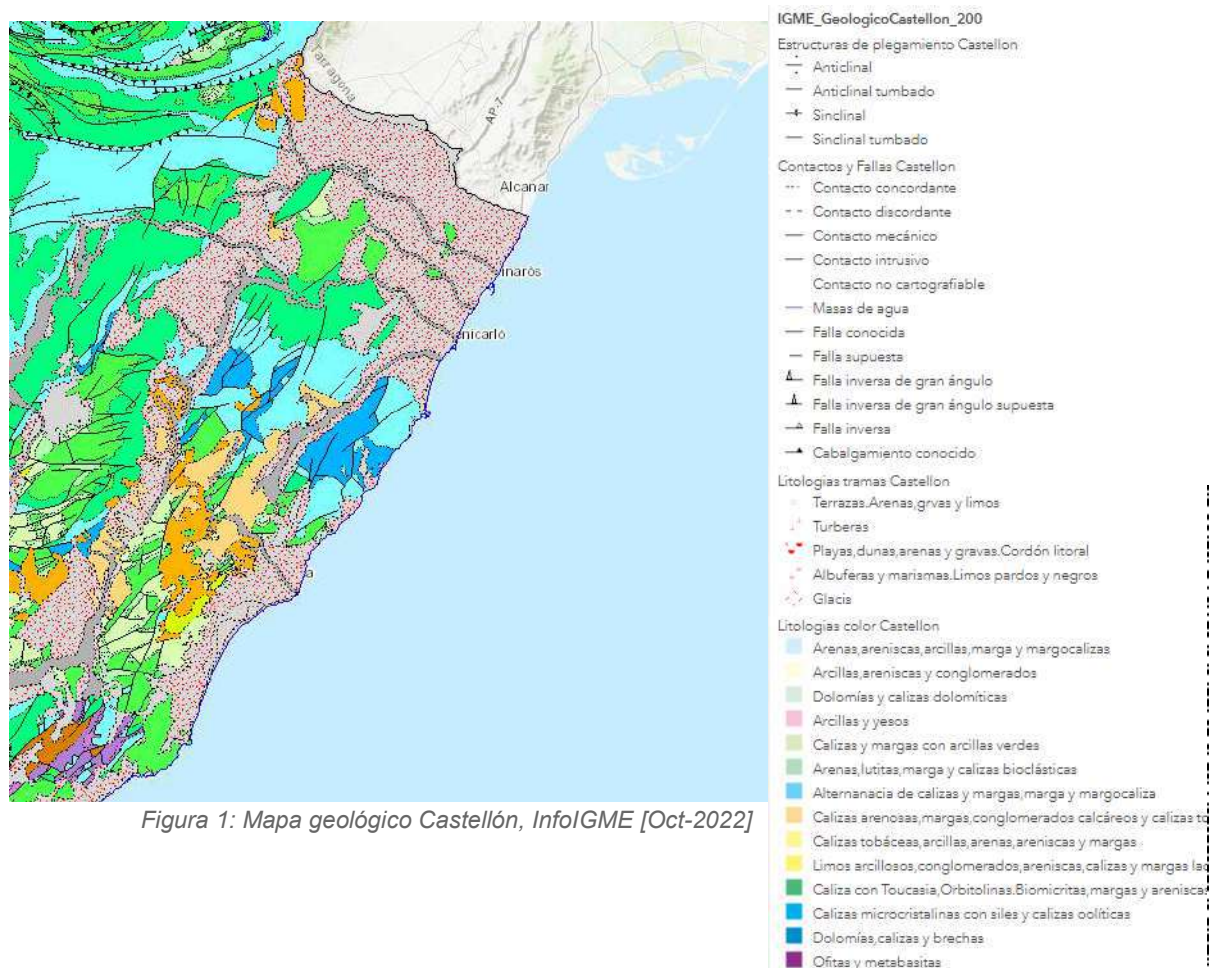 Tarragona
AP-7
Alcanar
inarós
nicarló
a
Figura 1: Mapa geológico Castellón, InfoIGME [Oct-2022]
IGME_GeologicoCastellon_200
Estructuras de plegamiento Castellon
Anticlinal
Anticlinal tumbado
Sinclinal
Sinclinal tumbado
Contactos y Fallas Castellon
Contacto concordante
Contacto discordante
Contacto mecánico
Contacto intrusivo
Contacto no cartografiable
Masas de agua
Falla conocida
Falla supuesta
Falla inversa de gran ángulo
Falla inversa de gran ángulo supuesta
Falla inversa
Cabalgamiento conocido
Litologias tramas Castellon
Terrazas.Arenas,grvas y limos
Turberas
Playas,dunas,arenas y gravas.Cordón litoral
Albuferas y marismas.Limos pardos y negros
Glacis
Litologias color Castellon
Arenas,areniscas,arcillas,marga y margocalizas
Arcillas,areniscas y conglomerados
Dolomías y calizas dolomíticas
Arcillas y yesos
Calizas y margas con arcillas verdes
Arenas,lutitas,marga y calizas bioclásticas
Alternanacia de calizas y margas,marga y margocaliza
Calizas arenosas,margas,conglomerados calcáreos y calizas to
Calizas tobáceas,arcillas,arenas,areniscas y margas
Limos arcillosos,conglomerados,areniscas,calizas y margas la
Caliza con Toucasia,Orbitolinas.Biomicritas,margas y areniscas
Calizas microcristalinas con siles y calizas oolíticas
Dolomías,calizas y brechas
Ofitas y metabasitas